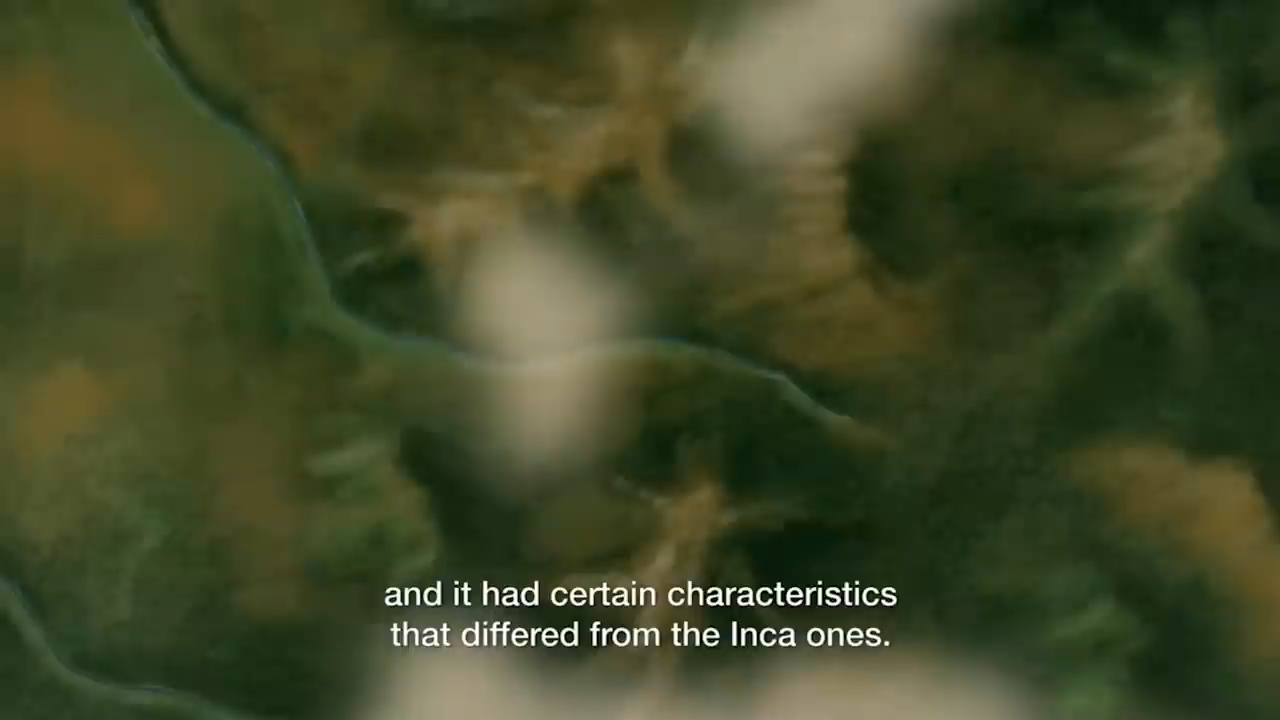 and it had certain characteristics
that differed from the Inca ones.